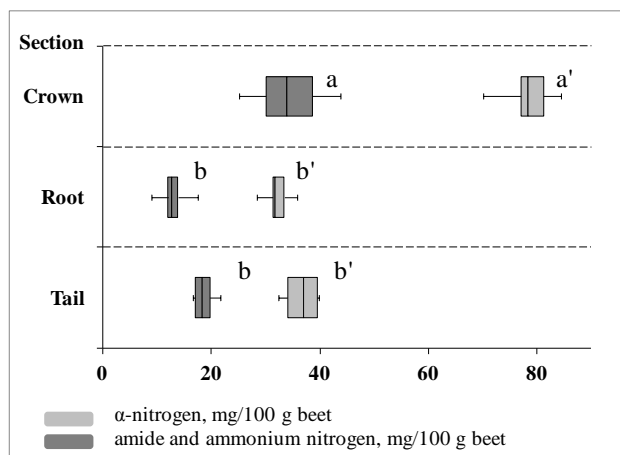 Section
Crown
a
a'
Root
b
b'
Tail
b
b'
0
20
40
60
80
α-nitrogen, mg/100 g beet
amide and ammonium nitrogen, mg/100 g beet